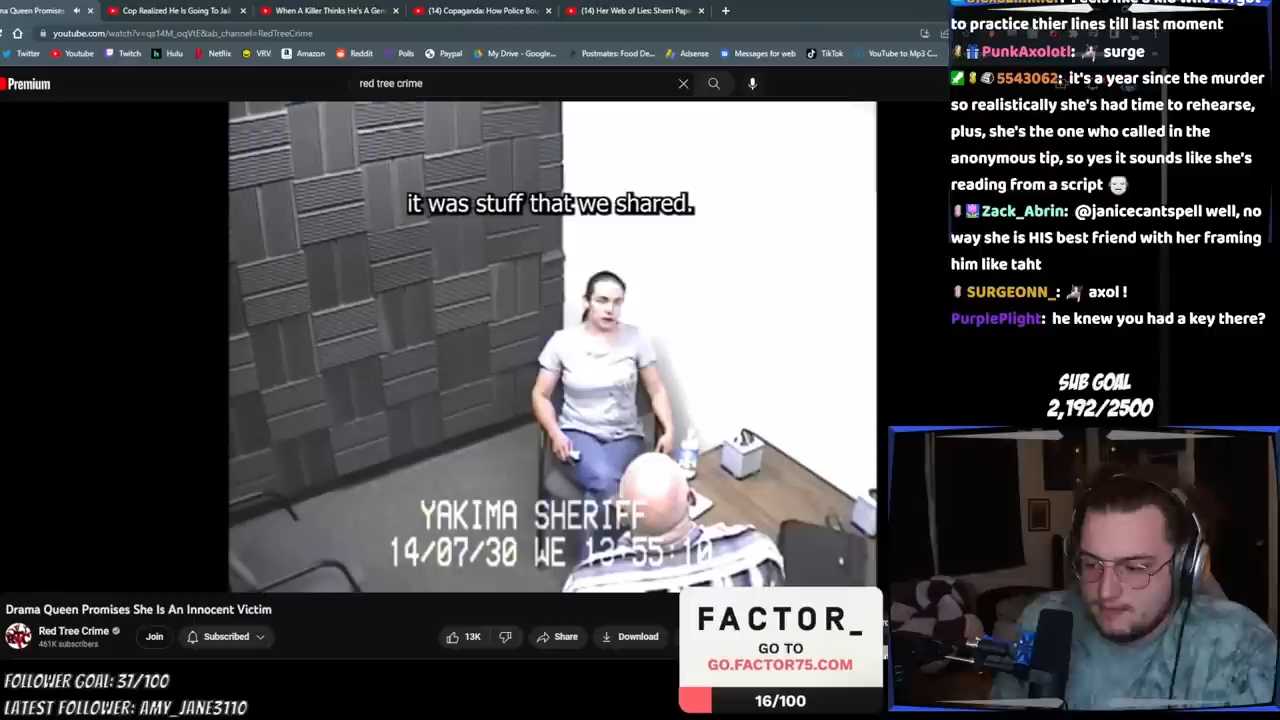 ma Queen Promises
Cop Realized He Is Going To Jail
When A Killer Thinks He's A Gen
(14) Copaganda: How Police Bou
(14) Her Web of Lies Sherri Pap
youtube.com/watch?v=qs14M_oqVtE&ab_channel=RedTreeCrime
Twitter YouTube Twitch Hulu Netflix VRV Amazon Reddit Polls Paypal My Drive - Google... Postmates: Food De... Adsense Messages for web TikTok YouTube to Mp3 C...
Premium
red tree crime
it was stuff that we shared.
YAKIMA SHERIFF
14/07/30 WE 13:55:10
Drama Queen Promises She Is An Innocent Victim
Red Tree Crime
461K subscribers
Join
Subscribed
13K
Share
Download
FOLLOWER GOAL: 37/100
LATEST FOLLOWER: AMY_JANE3110
FACTOR_
GO TO
GO.FACTOR75.COM
16/100
to practice thier lines till last moment
PunkAxolotl: surge
5543062: it's a year since the murder
so realistically she's had time to rehearse,
plus, she's the one who called in the
anonymous tip, so yes it sounds like she's
reading from a script
Zack_Abrin: @janicecantspell well, no
way she is HIS best friend with her framing
him like taht
SURGEONN_: axol !
PurplePlight: he knew you had a key there?
SUB GOAL
2,192/2500